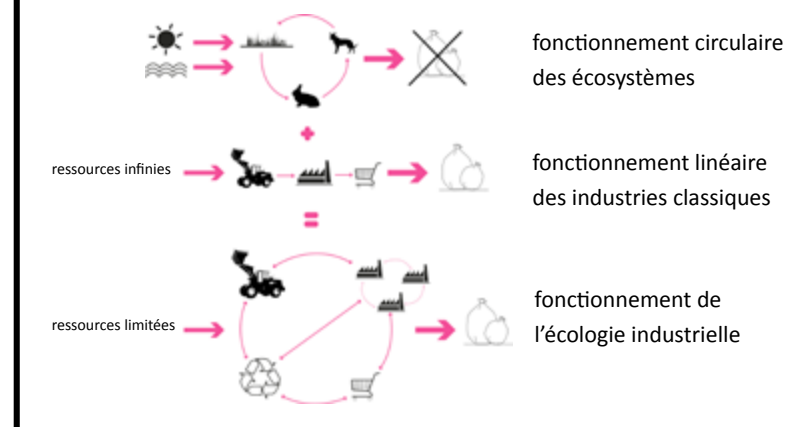 fonctionnement circulaire
des écosystèmes
ressources infinies
fonctionnement linéaire
des industries classiques
ressources limitées
fonctionnement de
l’écologie industrielle